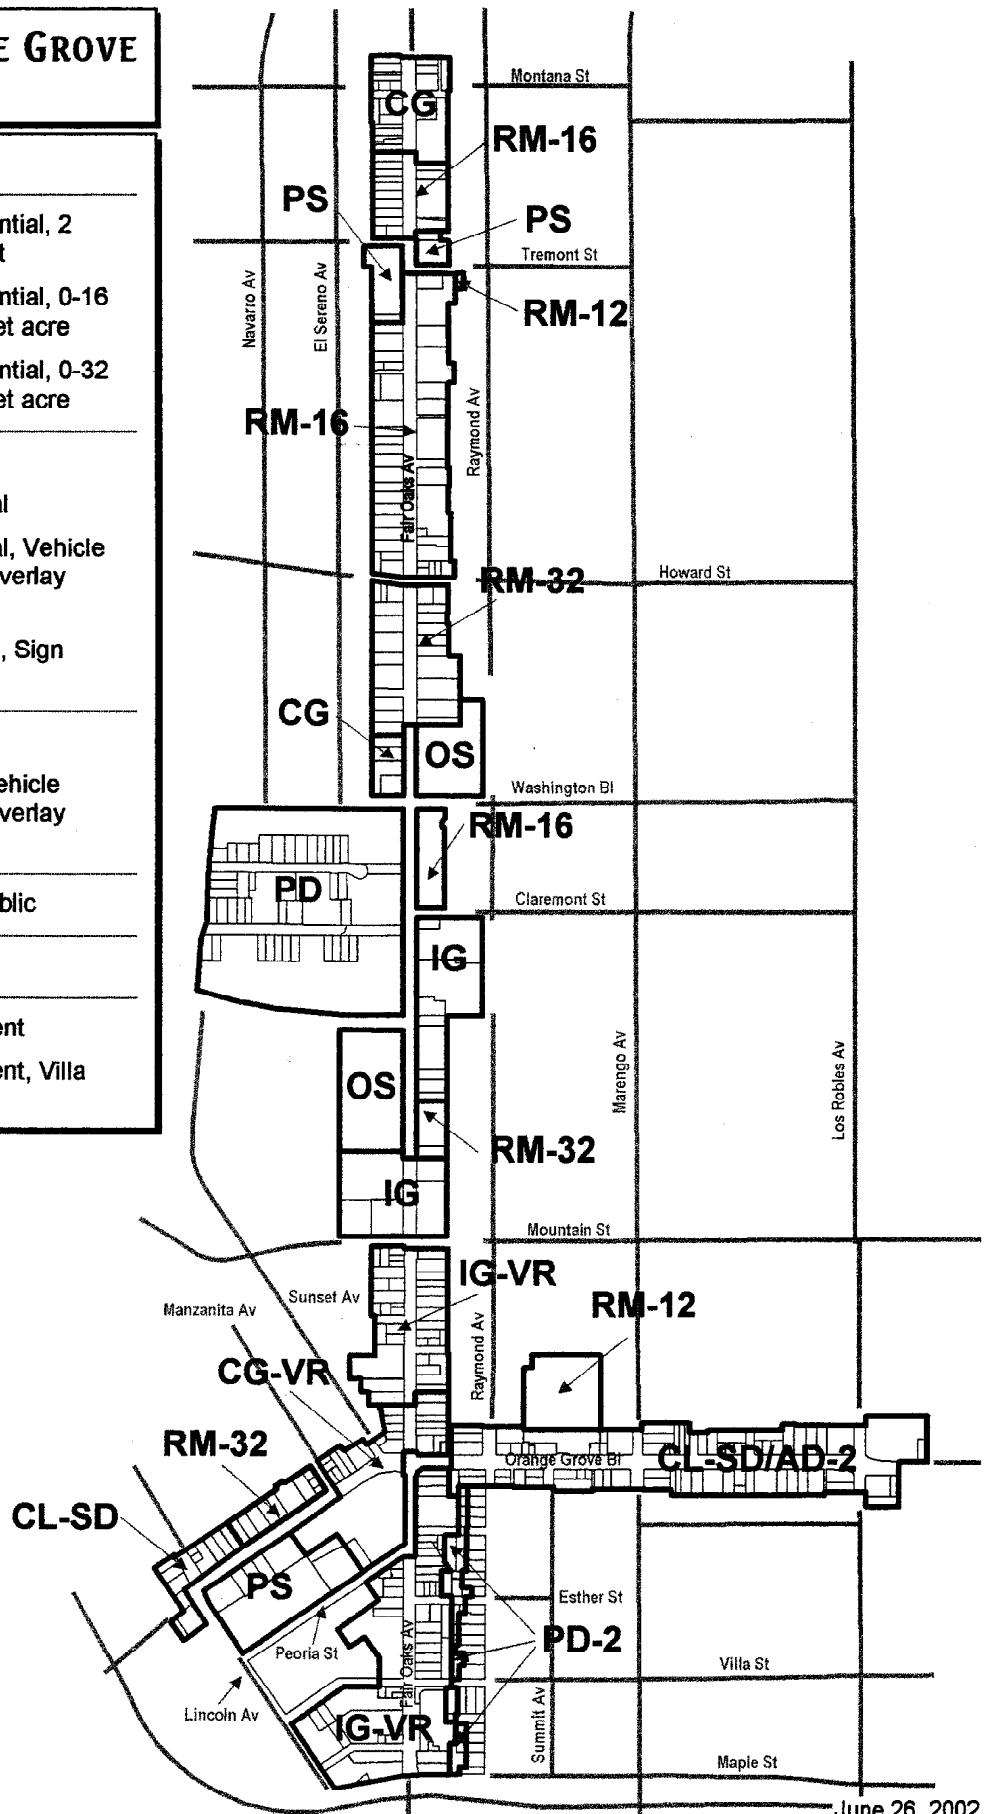 E GROVE
ntial, 2
t
ntial, 0-16
et acre
ntial, 0-32
et acre
al
al, Vehicle
verlay
, Sign
ehicle
verlay
blic
ent
ent, Villa
Montana St
CG
RM-16
PS
PS
Tremont St
RM-12
Navarro Av
El Sereno Av
Raymond Av
RM-16
Fair Oaks Av
RM-32
Howard St
CG
OS
Washington Bl
RM-16
PD
Claremont St
IG
OS
Marengo Av
Los Robles Av
RM-32
IG
Mountain St
IG-VR
Sunset Av
Manzanita Av
RM-12
Raymond Av
CG-VR
RM-32
Orange Grove Bl
CL-SD/AD-2
CL-SD
PS
Esther St
PD-2
Peoria St
Fair Oaks Av
Villa St
Lincoln Av
IG-VR
Summit Av
Maple St
June 26, 2002